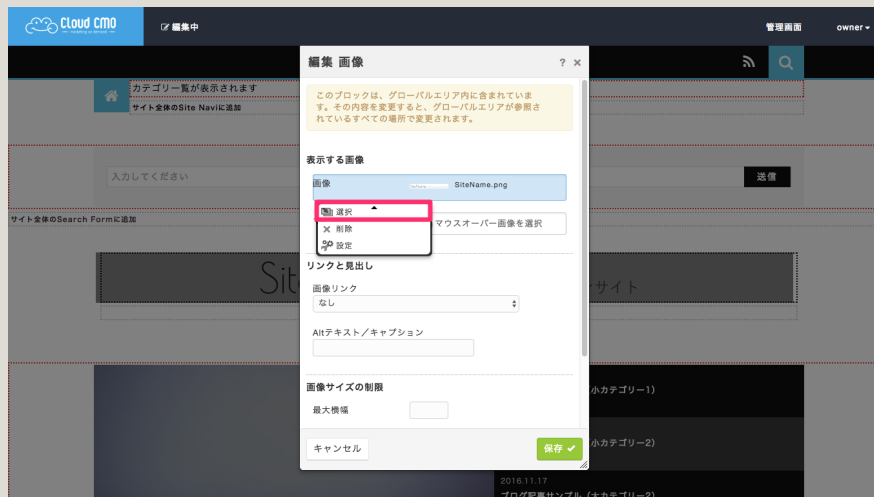 Cloud CMO
編集中
管理画面
owner
編集 画像
? ×
カテゴリ一覧が表示されます
サイト全体のSite Naviに追加
このブロックは、グローバルエリア内に含まれていま
す。その内容を変更すると、グローバルエリアが参照さ
れているすべての場所で変更されます。
表示する画像
入力してください
送信
画像
SiteName.png
選択
削除
設定
マウスオーバー画像を選択
サイト全体のSearch Formに追加
リンクと見出し
Sit
ンサイト
画像リンク
なし
Altテキスト／キャプション
画像サイズの制限
最大横幅
(小カテゴリー1)
キャンセル
保存
(小カテゴリー2)
2016.11.17
ブログ記事サンプル (大カテゴリー2)